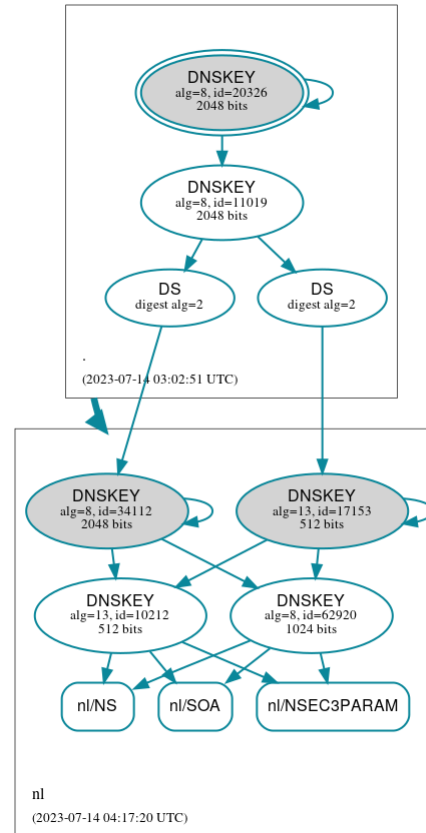 DNSKEY
alg=8, id=20326
2048 bits
DNSKEY
alg=8, id=11019
2048 bits
DS
digest alg=2
DS
digest alg=2
.
(2023-07-14 03:02:51 UTC)
DNSKEY
alg=8, id=34112
2048 bits
DNSKEY
alg=13, id=17153
512 bits
DNSKEY
alg=13, id=10212
512 bits
DNSKEY
alg=8, id=62920
1024 bits
nl/NS
nl/SOA
nl/NSEC3PARAM
nl
(2023-07-14 04:17:20 UTC)